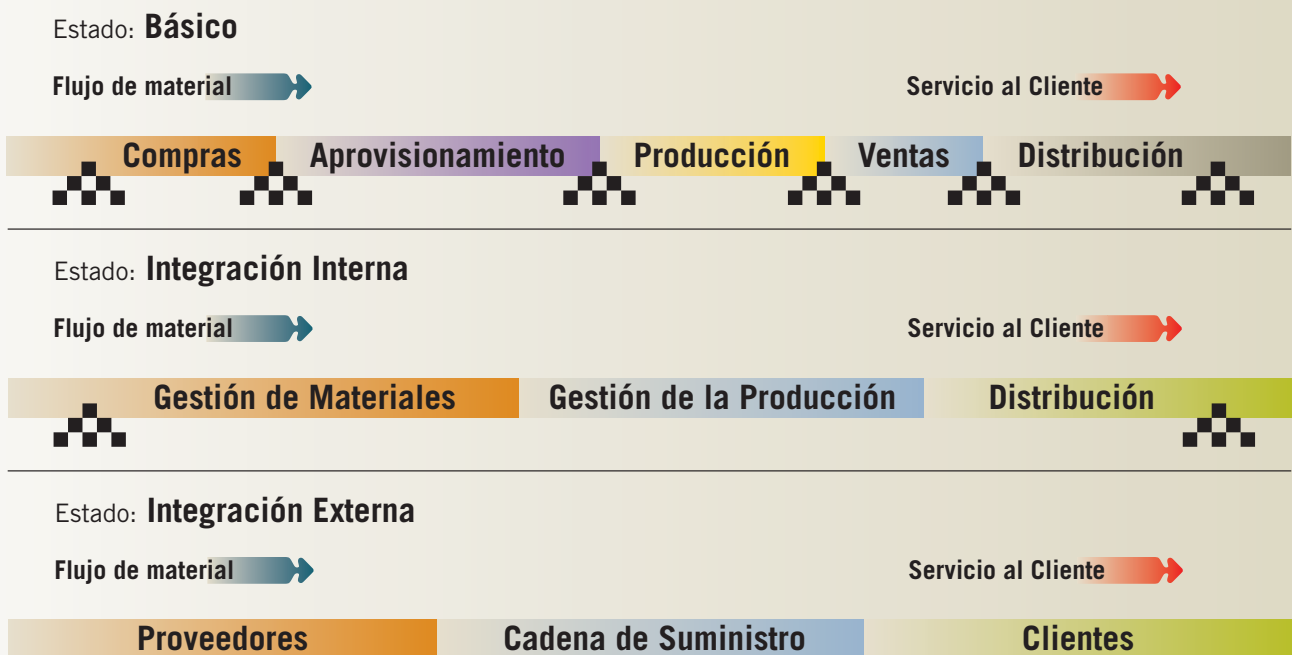 Estado: Básico
Flujo de material Servicio al Cliente
Compras Aprovisionamiento Producción Ventas Distribución
Estado: Integración Interna
Flujo de material Servicio al Cliente
Gestión de Materiales Gestión de la Producción Distribución
Estado: Integración Externa
Flujo de material Servicio al Cliente
Proveedores Cadena de Suministro Clientes